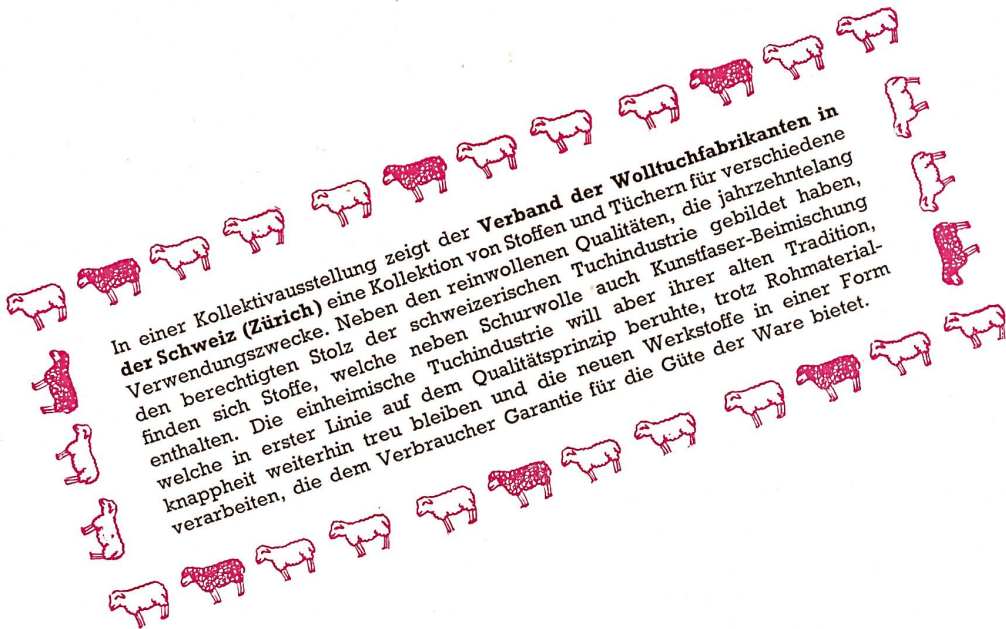 In einer Kollektivausstellung zeigt der Verband der Wolltuchfabrikanten in
der Schweiz (Zürich) eine Kollektion von Stoffen und Tüchern für verschiedene
Verwendungszwecke. Neben den reinwollenen Qualitäten, die jahrzehntelang
den berechtigten Stolz der schweizerischen Tuchindustrie gebildet haben,
finden sich Stoffe, welche neben Schurwolle auch Kunstfaser-Beimischung
enthalten. Die einheimische Tuchindustrie will aber ihrer alten Tradition,
welche in erster Linie auf dem Qualitätsprinzip beruhte, trotz Rohmaterial-
knappheit weiterhin treu bleiben und die neuen Werkstoffe in einer Form
verarbeiten, die dem Verbraucher Garantie für die Güte der Ware bietet.